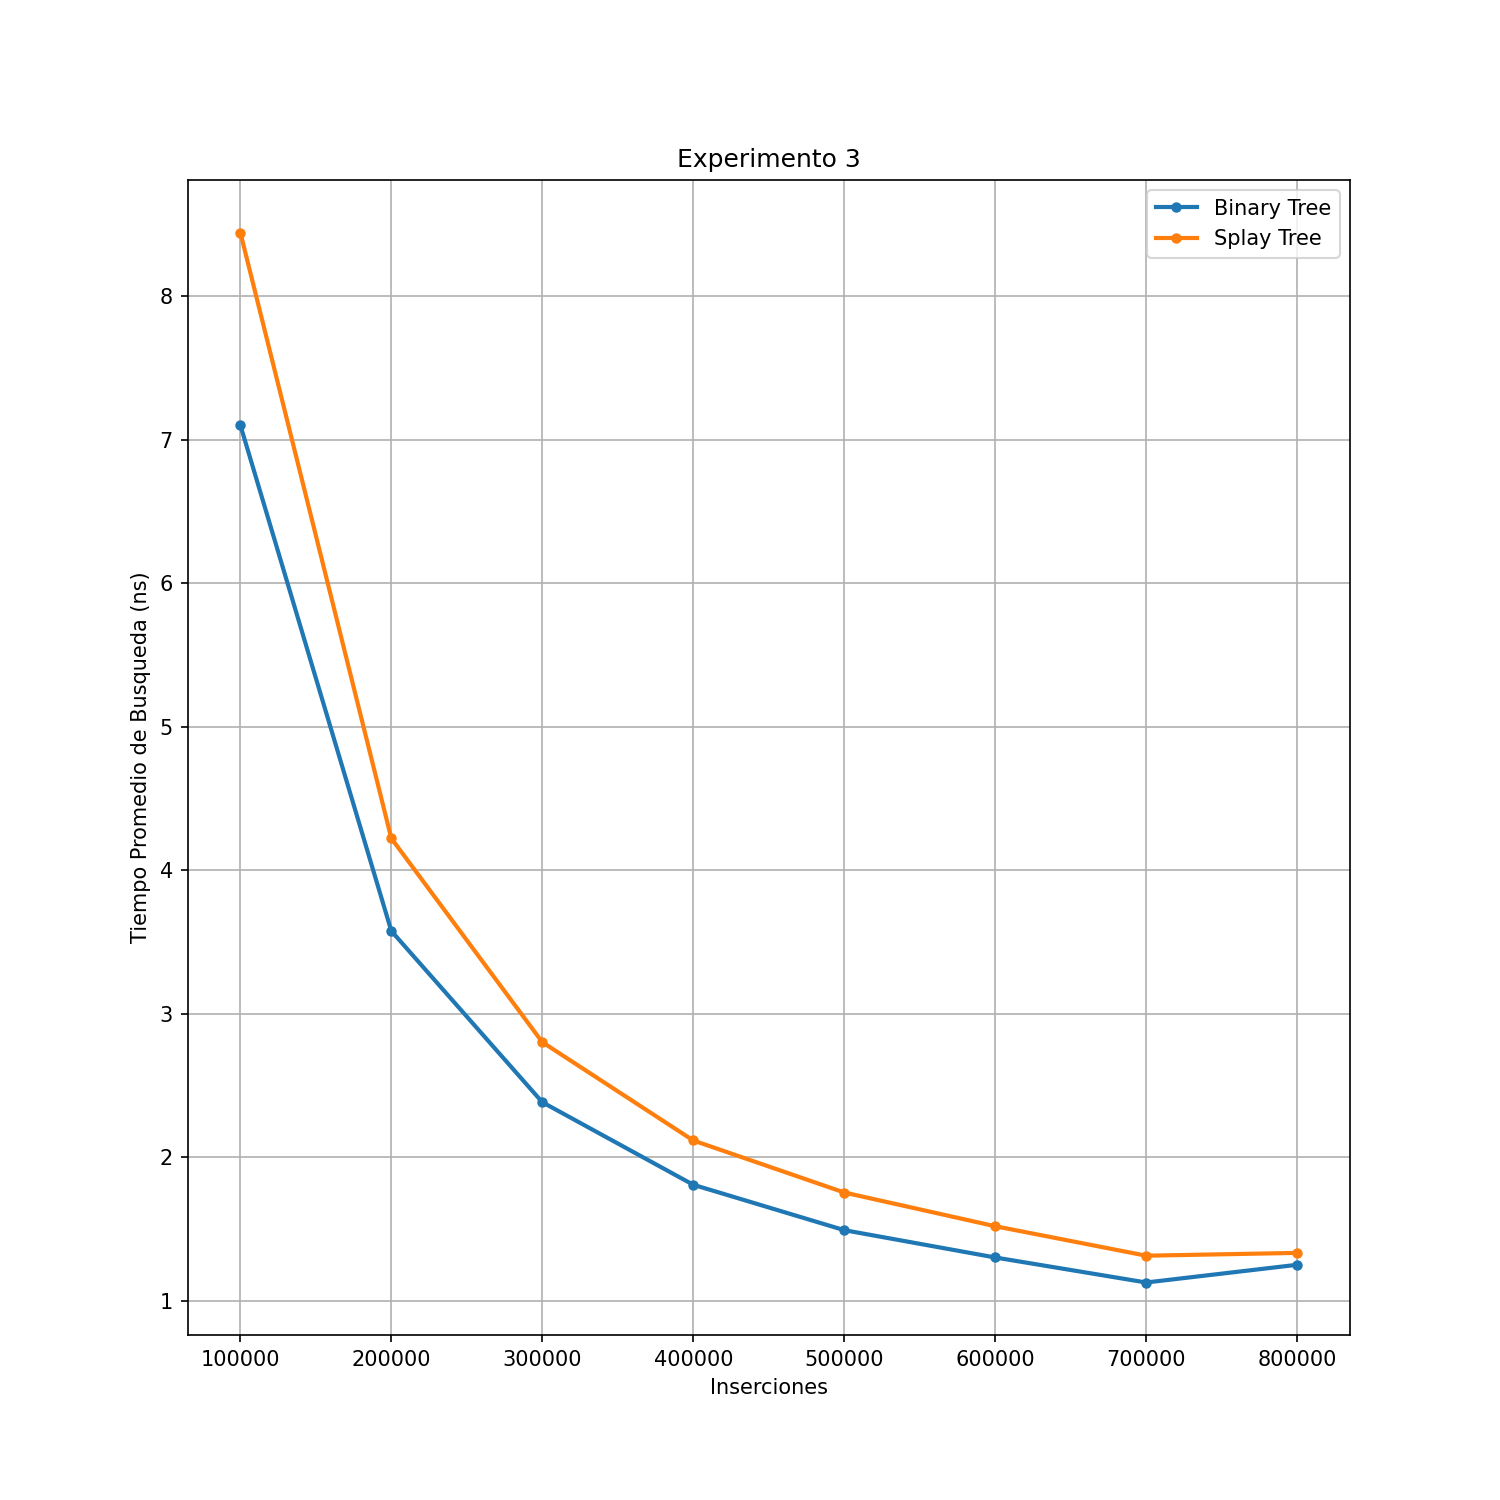 Experimento 3
Binary Tree
Splay Tree
Tiempo Promedio de Busqueda (ns)
8
7
6
5
4
3
2
1
100000 200000 300000 400000 500000 600000 700000 800000
Inserciones